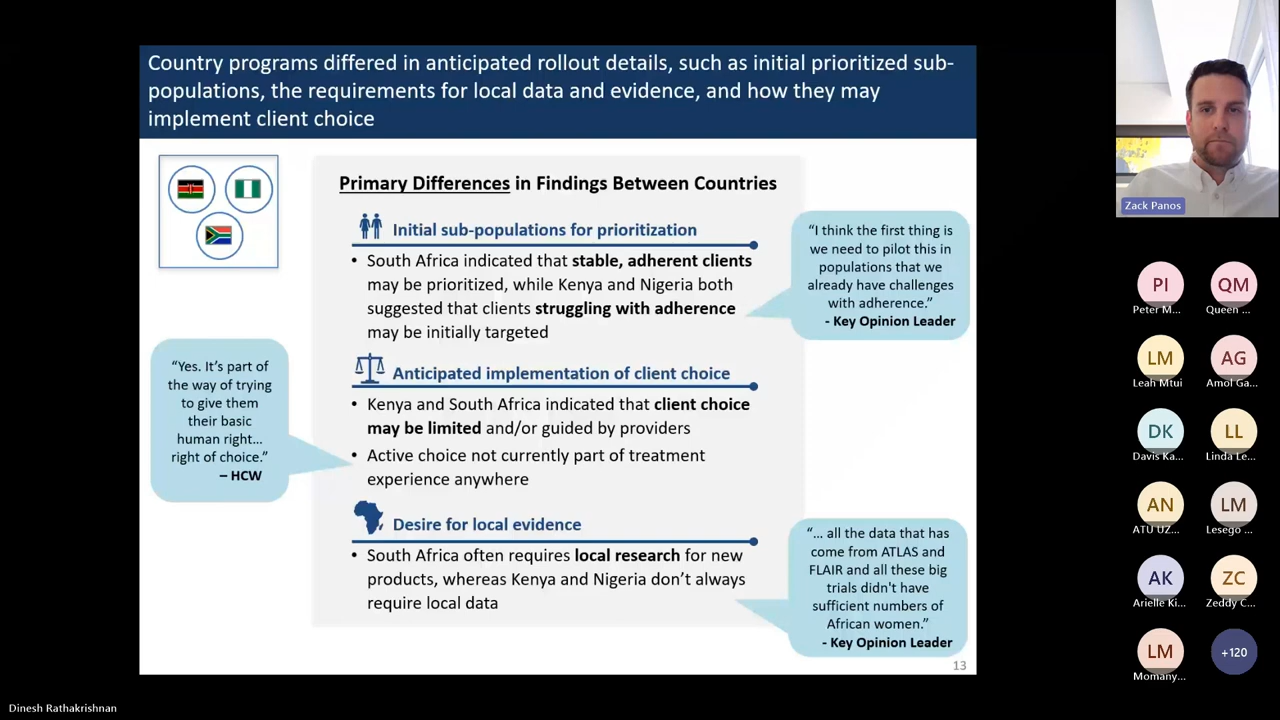 Country programs differed in anticipated rollout details, such as initial prioritized sub-
populations, the requirements for local data and evidence, and how they may
implement client choice
Primary Differences in Findings Between Countries
Initial sub-populations for prioritization
• South Africa indicated that stable, adherent clients
may be prioritized, while Kenya and Nigeria both
suggested that clients struggling with adherence
may be initially targeted
“I think the first thing is
we need to pilot this in
populations that we
already have challenges
with adherence.”
- Key Opinion Leader
Anticipated implementation of client choice
• Kenya and South Africa indicated that client choice
may be limited and/or guided by providers
• Active choice not currently part of treatment
experience anywhere
“Yes. It’s part of
the way of trying
to give them
their basic
human right…
right of choice.”
– HCW
Desire for local evidence
• South Africa often requires local research for new
products, whereas Kenya and Nigeria don’t always
require local data
“… all the data that has
come from ATLAS and
FLAIR and all these big
trials didn't have
sufficient numbers of
African women.”
- Key Opinion Leader
13
Zack Panos
PI
Peter M...
QM
Queen ...
LM
Leah Mtui
AG
Amol Ga...
DK
Davis Ka...
LL
Linda Le...
AN
ATU UZ...
LM
Lesego ...
AK
Arielle Ki...
ZC
Zeddy C...
LM
Momany...
+120
Dinesh Rathakrishnan